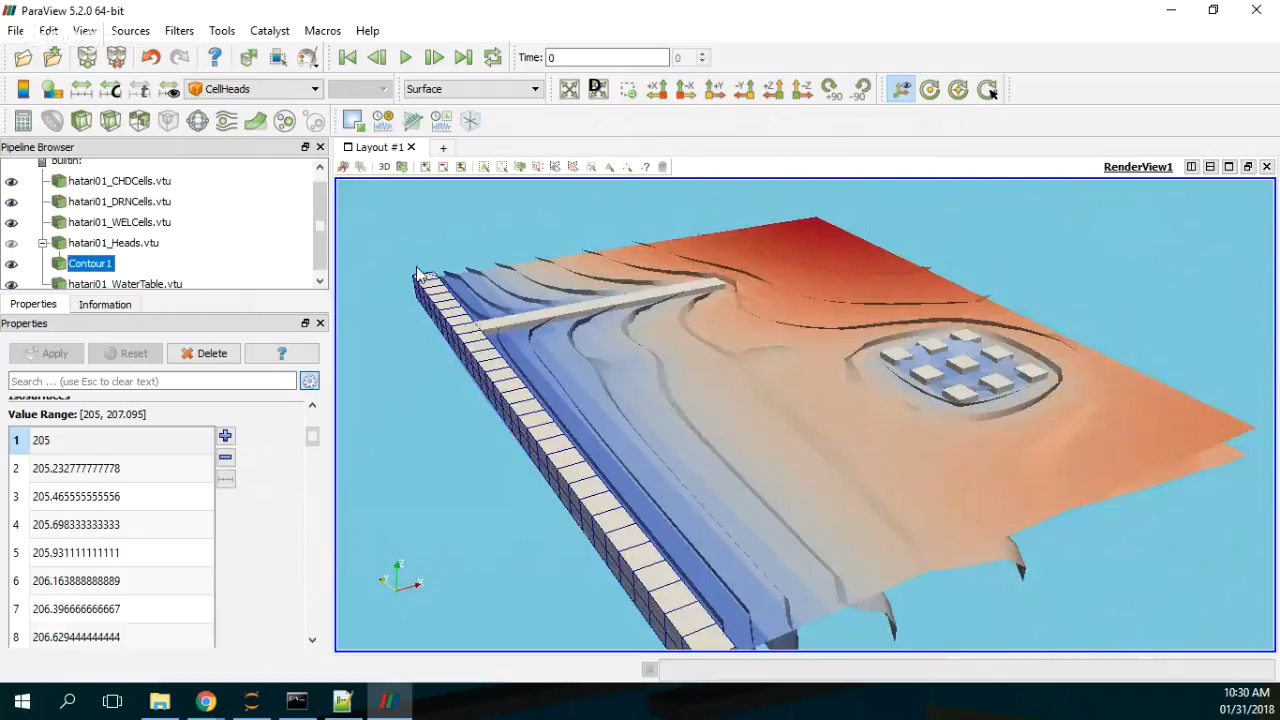 ParaView 5.2.0 64-bit
File Edit View Sources Filters Tools Catalyst Macros Help
Time: 0 0
CellHeads Surface
D +X -X +Y -Y +Z -Z +90 -90
Pipeline Browser
Layout #1
builtin:
3D
RenderView1
hatari01_CHDCells.vtu
hatari01_DRNCells.vtu
hatari01_WELCells.vtu
hatari01_Heads.vtu
Contour1
hatari01_WaterTable.vtu
Properties Information
Properties
Apply Reset Delete ?
Search ... (use Esc to clear text)
Isosurfaces
Value Range: [205, 207.095]
1 205
2 205.232777777778
3 205.465555555556
4 205.698333333333
5 205.931111111111
6 206.163888888889
7 206.396666666667
8 206.629444444444
Z
Y X
10:30 AM
01/31/2018